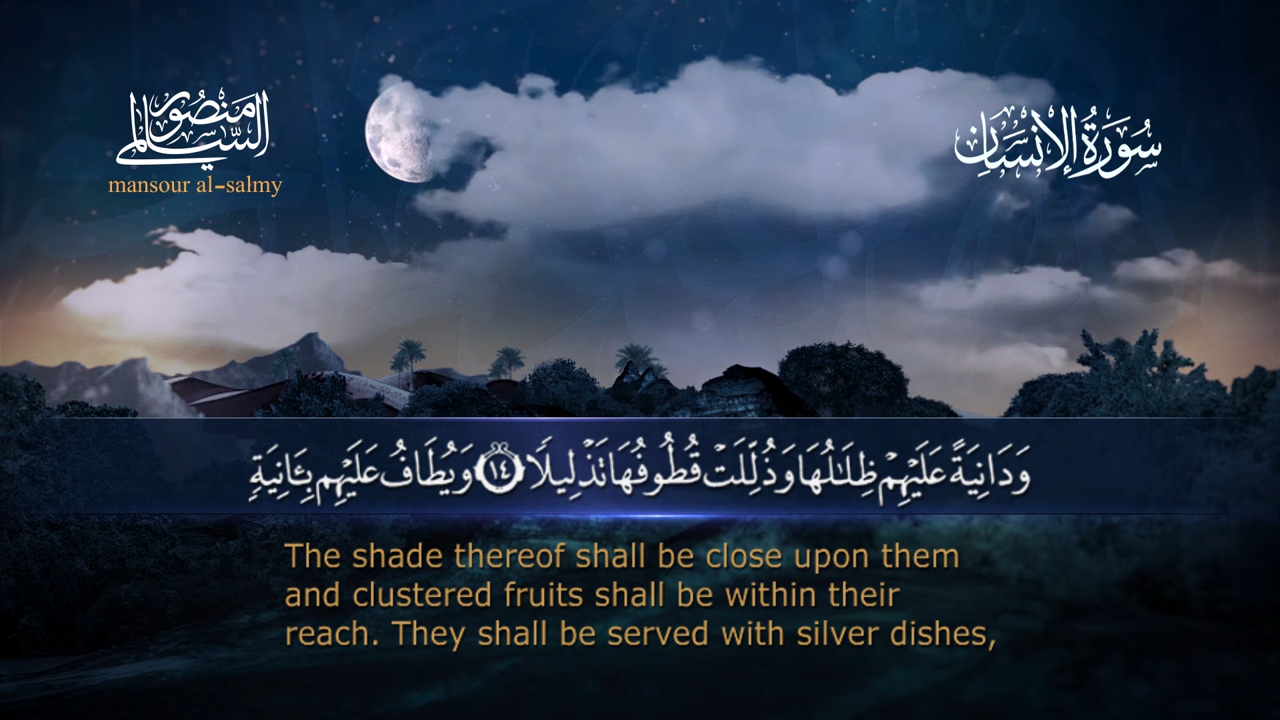 منصور السالمي
mansour al-salmy
سُورَةُ الإِنسَان
وَدَانِيَةً عَلَيْهِمْ ظِلَـٰلُهَا وَذُلِّلَتْ قُطُوفُهَا تَذْلِيلًا ١٤ وَيُطَافُ عَلَيْهِم بِـَٔانِيَةٍ
The shade thereof shall be close upon them
and clustered fruits shall be within their
reach. They shall be served with silver dishes,